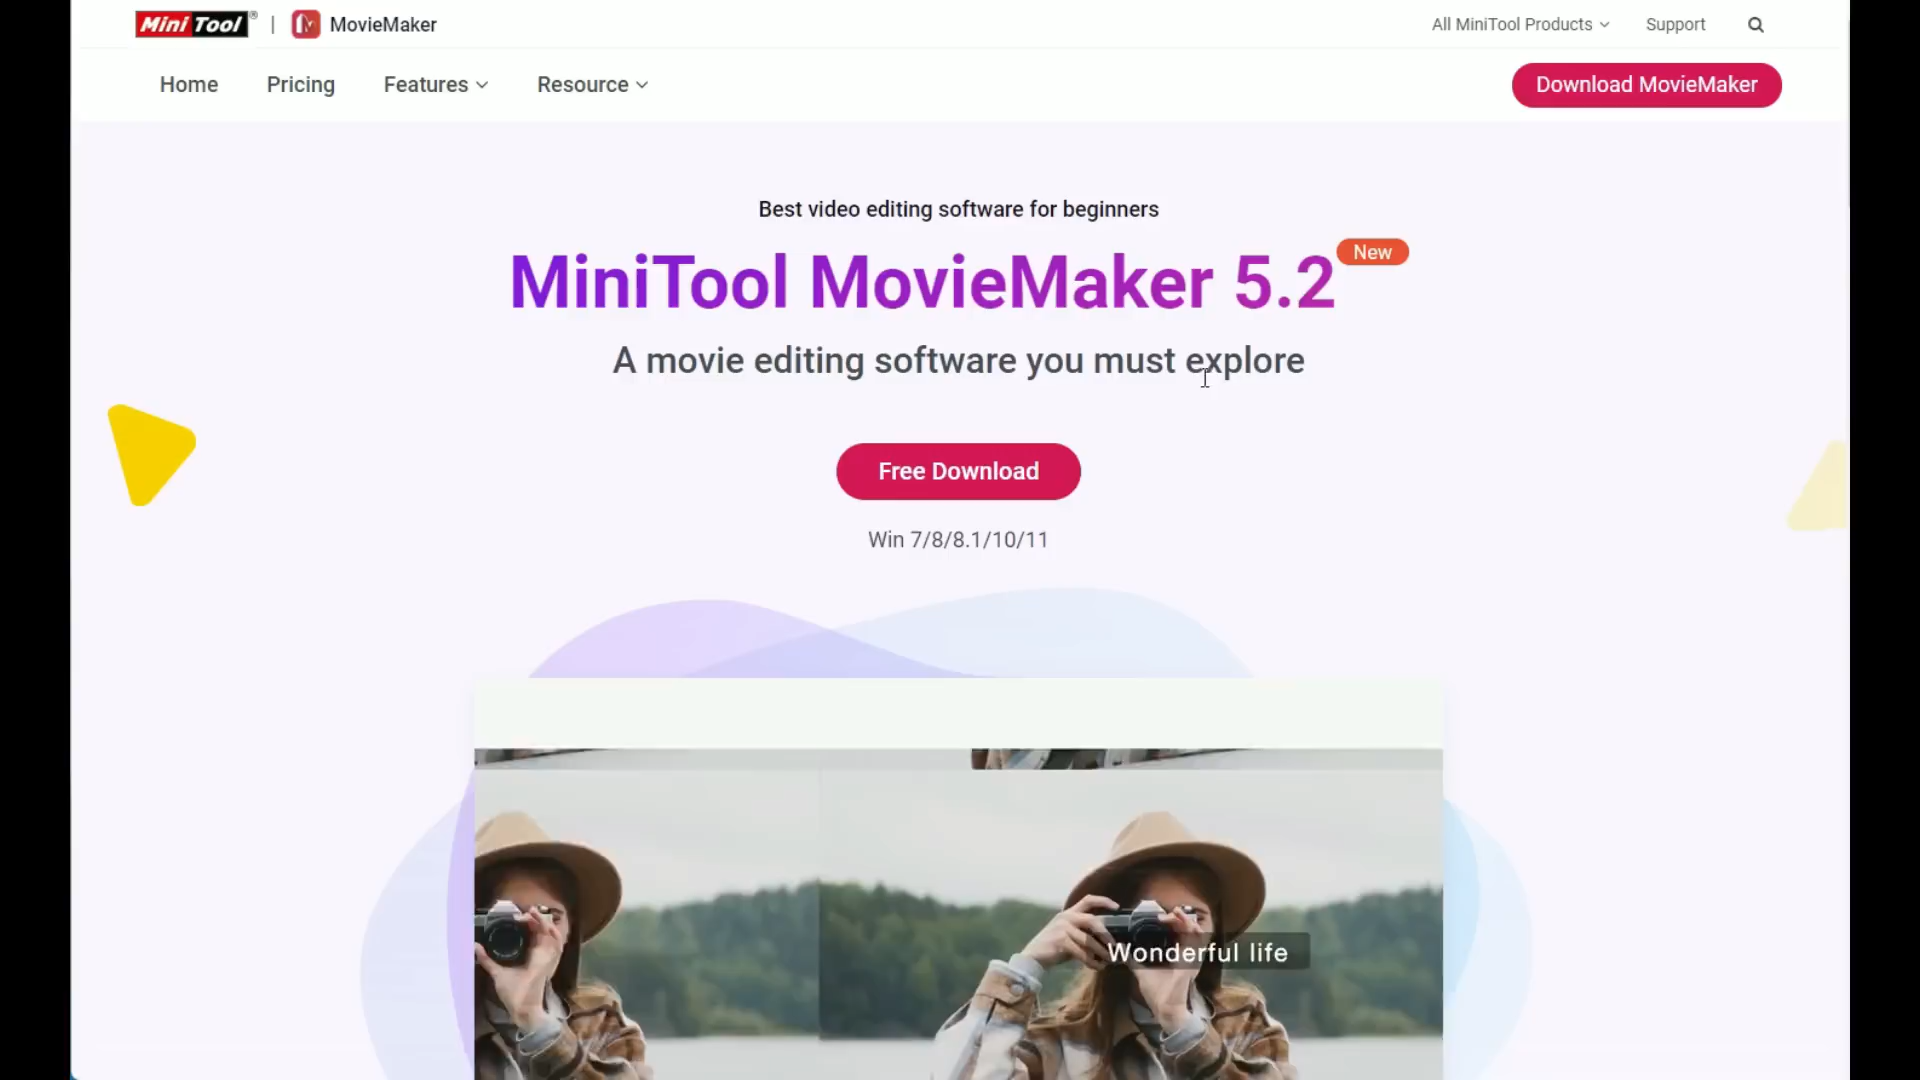 MiniTool® | MovieMaker
All MiniTool Products
Support
Home
Pricing
Features
Resource
Download MovieMaker
Best video editing software for beginners
MiniTool MovieMaker 5.2
New
A movie editing software you must explore
Free Download
Win 7/8/8.1/10/11
Wonderful life